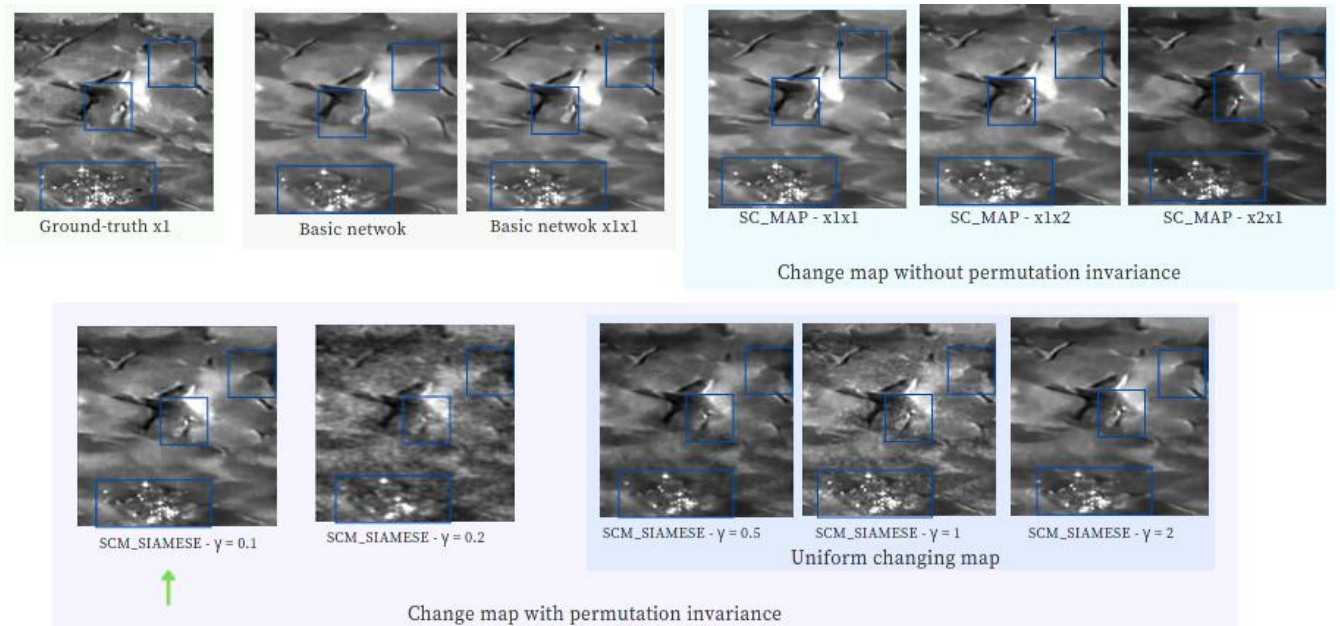 Ground-truth x1
Basic netwok
Basic netwok x1x1
SC_MAP - x1x1
SC_MAP - x1x2
SC_MAP - x2x1
Change map without permutation invariance
SCM_SIAMESE - γ = 0.1
SCM_SIAMESE - γ = 0.2
SCM_SIAMESE - γ = 0.5
SCM_SIAMESE - γ = 1
SCM_SIAMESE - γ = 2
Uniform changing map
Change map with permutation invariance